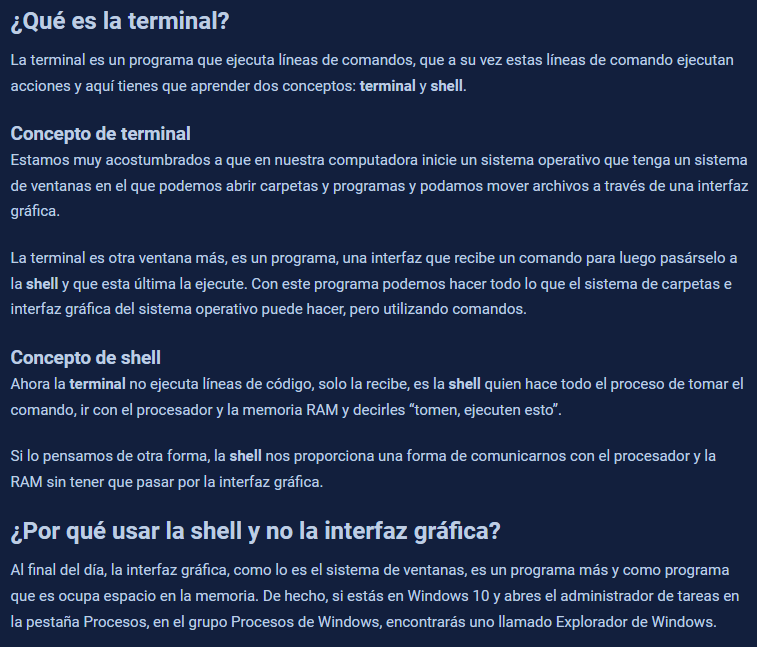 ¿Qué es la terminal?
La terminal es un programa que ejecuta líneas de comandos, que a su vez estas líneas de comando ejecutan
acciones y aquí tienes que aprender dos conceptos: terminal y shell.
Concepto de terminal
Estamos muy acostumbrados a que en nuestra computadora inicie un sistema operativo que tenga un sistema
de ventanas en el que podemos abrir carpetas y programas y podamos mover archivos a través de una interfaz
gráfica.
La terminal es otra ventana más, es un programa, una interfaz que recibe un comando para luego pasárselo a
la shell y que esta última la ejecute. Con este programa podemos hacer todo lo que el sistema de carpetas e
interfaz gráfica del sistema operativo puede hacer, pero utilizando comandos.
Concepto de shell
Ahora la terminal no ejecuta líneas de código, solo la recibe, es la shell quien hace todo el proceso de tomar el
comando, ir con el procesador y la memoria RAM y decirles “tomen, ejecuten esto”.
Si lo pensamos de otra forma, la shell nos proporciona una forma de comunicarnos con el procesador y la
RAM sin tener que pasar por la interfaz gráfica.
¿Por qué usar la shell y no la interfaz gráfica?
Al final del día, la interfaz gráfica, como lo es el sistema de ventanas, es un programa más y como programa
que es ocupa espacio en la memoria. De hecho, si estás en Windows 10 y abres el administrador de tareas en
la pestaña Procesos, en el grupo Procesos de Windows, encontrarás uno llamado Explorador de Windows.